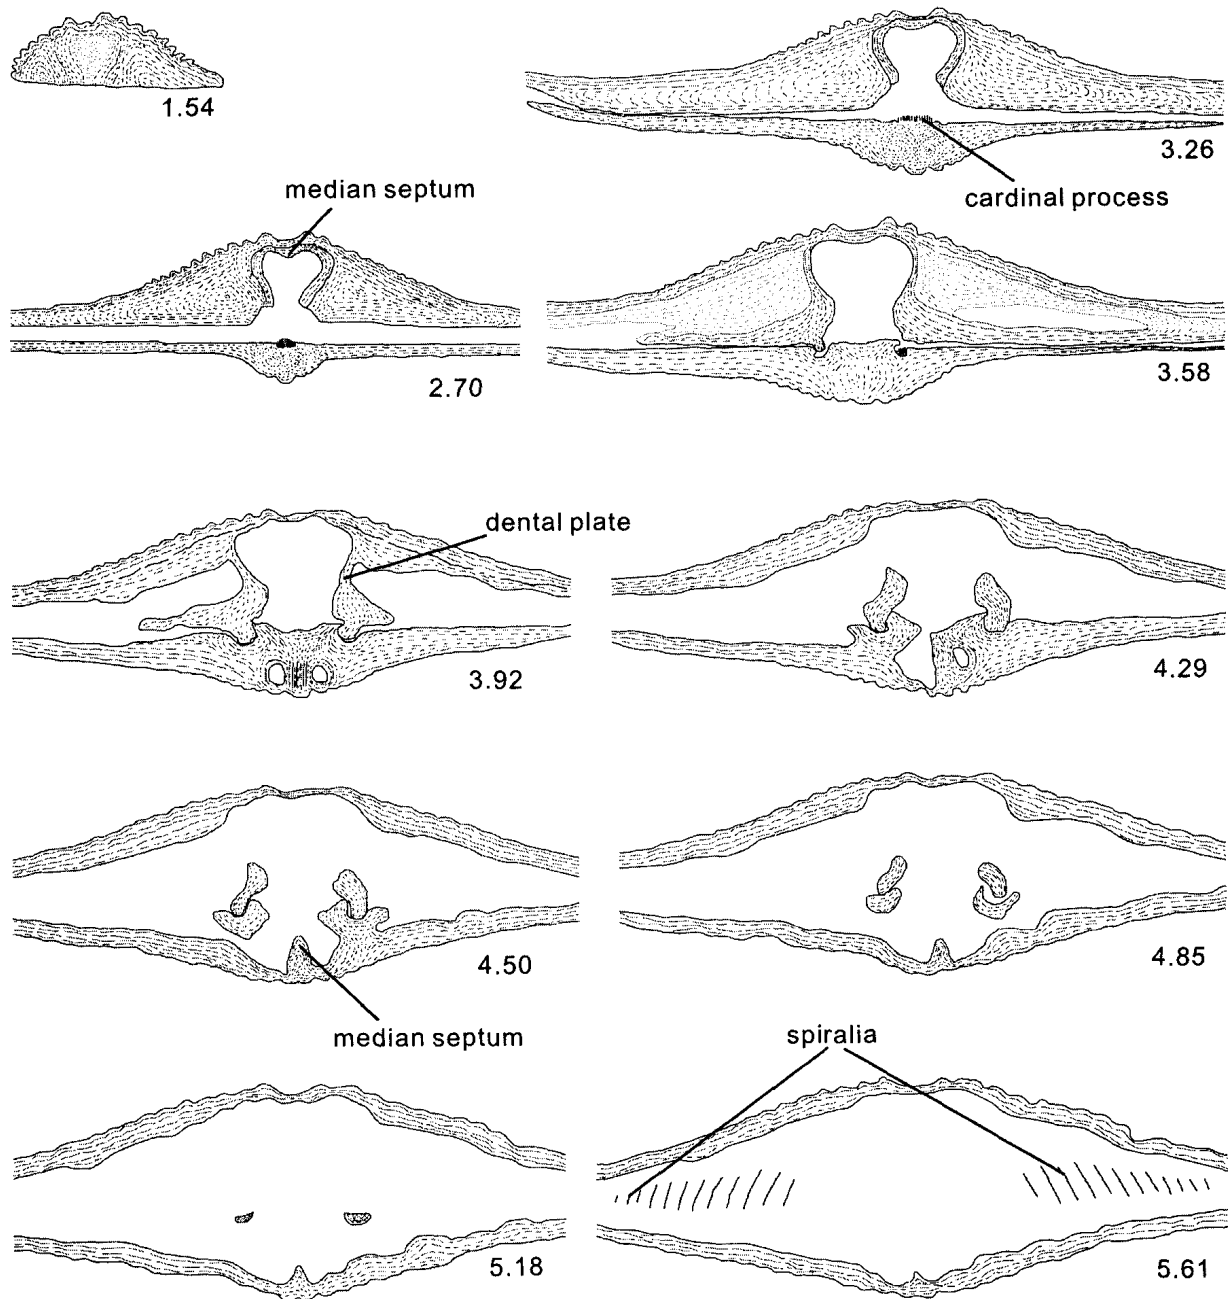 1.54
3.26
cardinal process
median septum
2.70
3.58
dental plate
3.92
4.29
4.50
median septum
4.85
spiralia
5.18
5.61